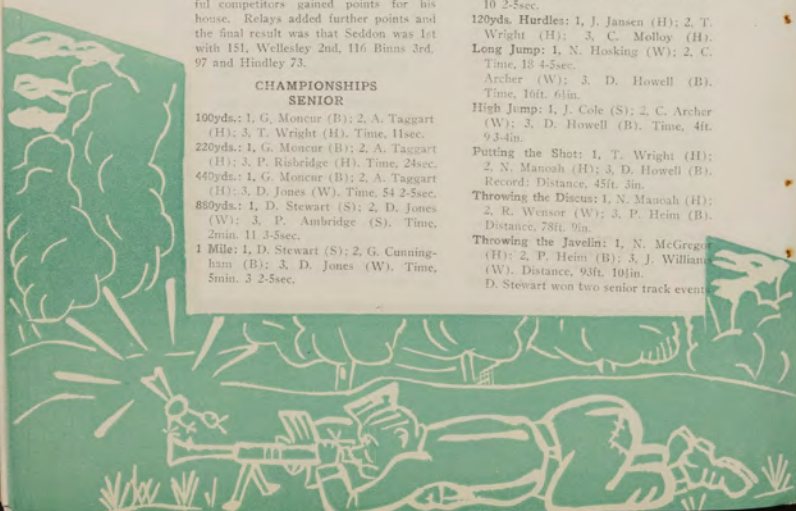 ful competitors gained points for his
house. Relays added further points and
the final result was that Seddon was 1st
with 151, Wellesley 2nd, 116 Binns 3rd.
97 and Hindley 73.
CHAMPIONSHIPS
SENIOR
100yds.: 1, G. Moncur (B); 2, A. Taggart
(H); 3, T. Wright (H). Time, 11sec.
220yds.: 1, G. Moncur (B); 2, A. Taggart
(H); 3, P. Risbridge (H). Time, 24sec.
440yds.: 1, G. Moncur (B); 2, A. Taggart
(H); 3, D. Jones (W). Time, 54 2-5sec.
880yds.: 1, D. Stewart (S); 2, D. Jones
(W); 3, P. Ambridge (S). Time,
2min. 11 3-5sec.
1 Mile: 1, D. Stewart (S); 2, G. Cunning-
ham (B); 3, D. Jones (W). Time,
5min. 3 2-5sec.
10 2-5sec.
120yds. Hurdles: 1, J. Jansen (H); 2, T.
Wright (H); 3, C. Molloy (H).
Long Jump: 1, N. Hosking (W); 2, C.
Time, 18 4-5sec.
Archer (W); 3, D. Howell (B).
Time, 16ft. 6½in.
High Jump: 1, J. Cole (S); 2, C. Archer
(W); 3, D. Howell (B). Time, 4ft.
9 3-4in.
Putting the Shot: 1, T. Wright (H);
2, N. Manoah (H); 3, D. Howell (B).
Record: Distance, 45ft. 3in.
Throwing the Discus: 1, N. Manoah (H);
2, R. Wensor (W); 3, P. Heim (B).
Distance, 78ft. 9in.
Throwing the Javelin: 1, N. McGregor
(H); 2, P. Heim (B); 3, J. Williams
(W). Distance, 93ft. 10½in.
D. Stewart won two senior track event